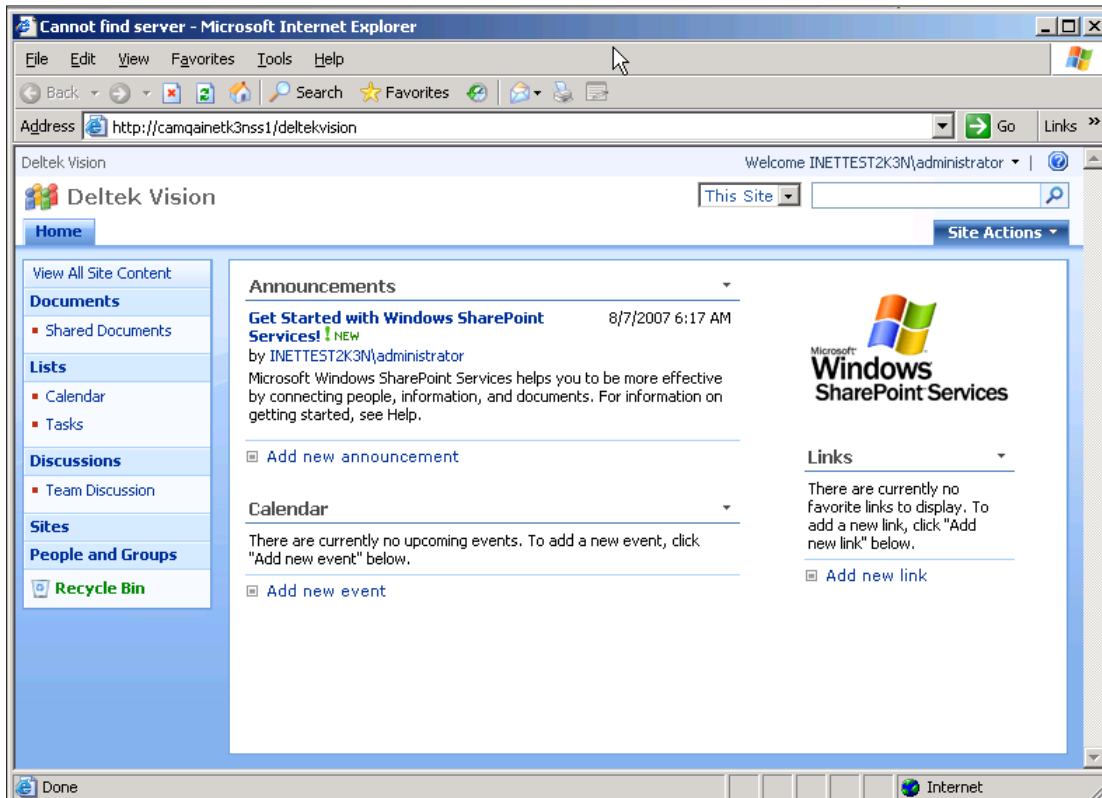 Cannot find server - Microsoft Internet Explorer
File Edit View Favorites Tools Help
Back Search Favorites
Address http://camqainetk3nss1/deltekvision Go Links »
Deltek Vision Welcome INETTEST2K3N\administrator
Deltek Vision This Site
Home Site Actions
View All Site Content
Documents
Shared Documents
Lists
Calendar
Tasks
Discussions
Team Discussion
Sites
People and Groups
Recycle Bin
Announcements
Get Started with Windows SharePoint 8/7/2007 6:17 AM
Services! ! NEW
by INETTEST2K3N\administrator
Microsoft Windows SharePoint Services helps you to be more effective
by connecting people, information, and documents. For information on
getting started, see Help.
Add new announcement
Calendar
There are currently no upcoming events. To add a new event, click
"Add new event" below.
Add new event
Microsoft
Windows
SharePoint Services
Links
There are currently no
favorite links to display. To
add a new link, click "Add
new link" below.
Add new link
Done Internet